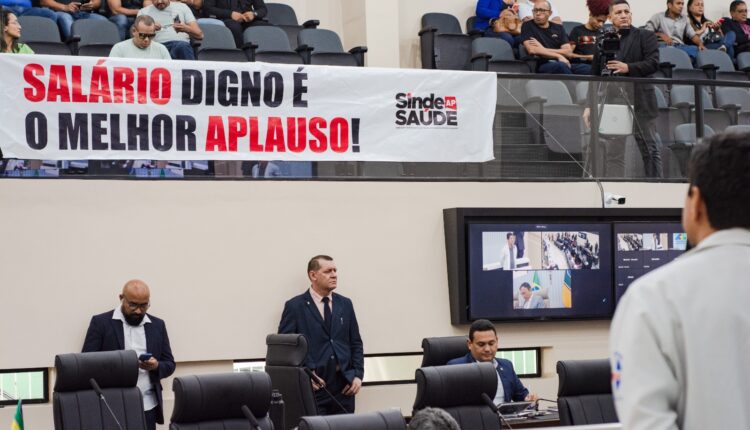 SALÁRIO DIGNO É
O MELHOR APLAUSO!
Sinde AP
SAÚDE